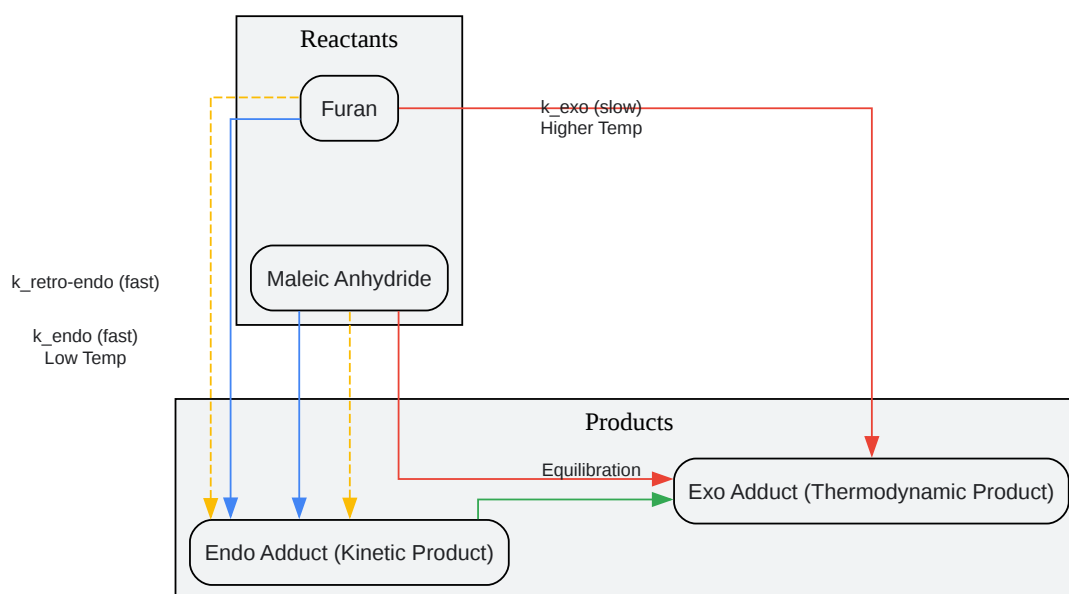 Reactants
Furan
k_exo (slow)
Higher Temp
Maleic Anhydride
k_retro-endo (fast)
k_endo (fast)
Low Temp
Products
Equilibration
Exo Adduct (Thermodynamic Product)
Endo Adduct (Kinetic Product)